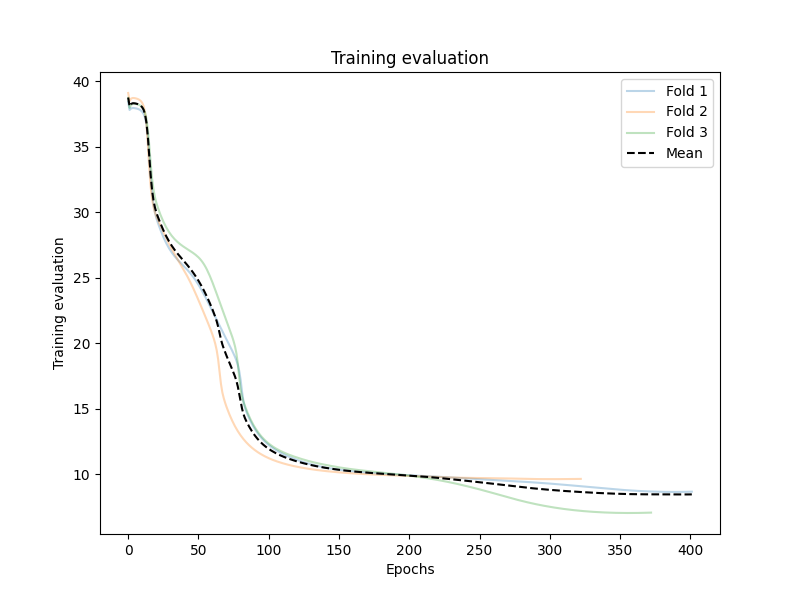 Training evaluation
Training evaluation
40
35
30
25
20
15
10
Fold 1
Fold 2
Fold 3
Mean
0 50 100 150 200 250 300 350 400
Epochs